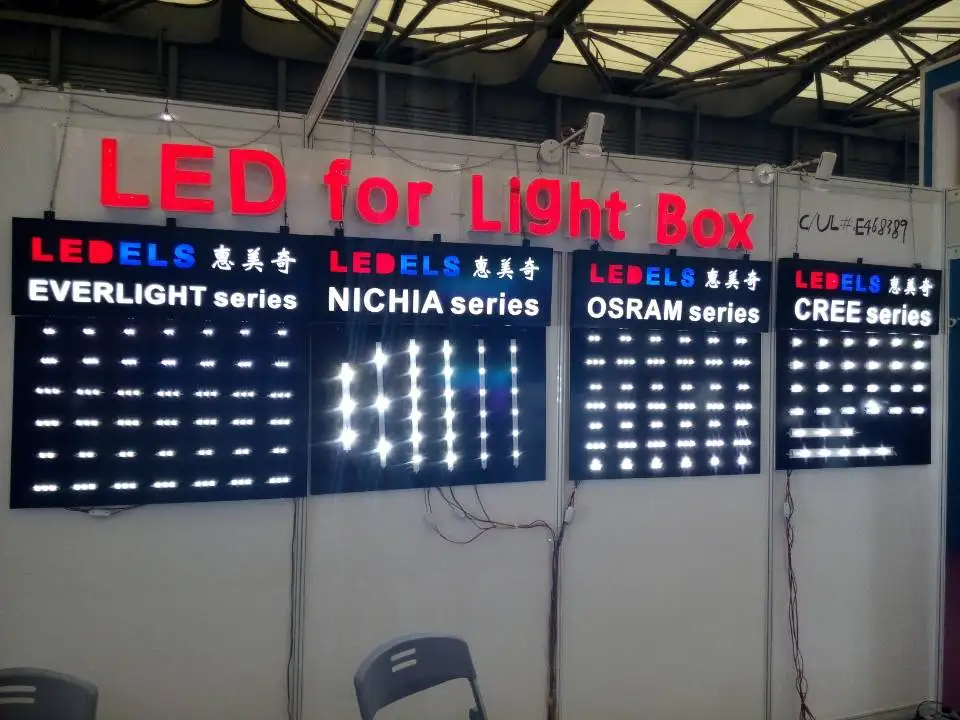 LED for Light Box
C/UL#:E468389
LEDELS 惠美奇
EVERLIGHT series
LEDELS 惠美奇
NICHIA series
LEDELS 惠美奇
OSRAM series
LEDELS 惠美奇
CREE series